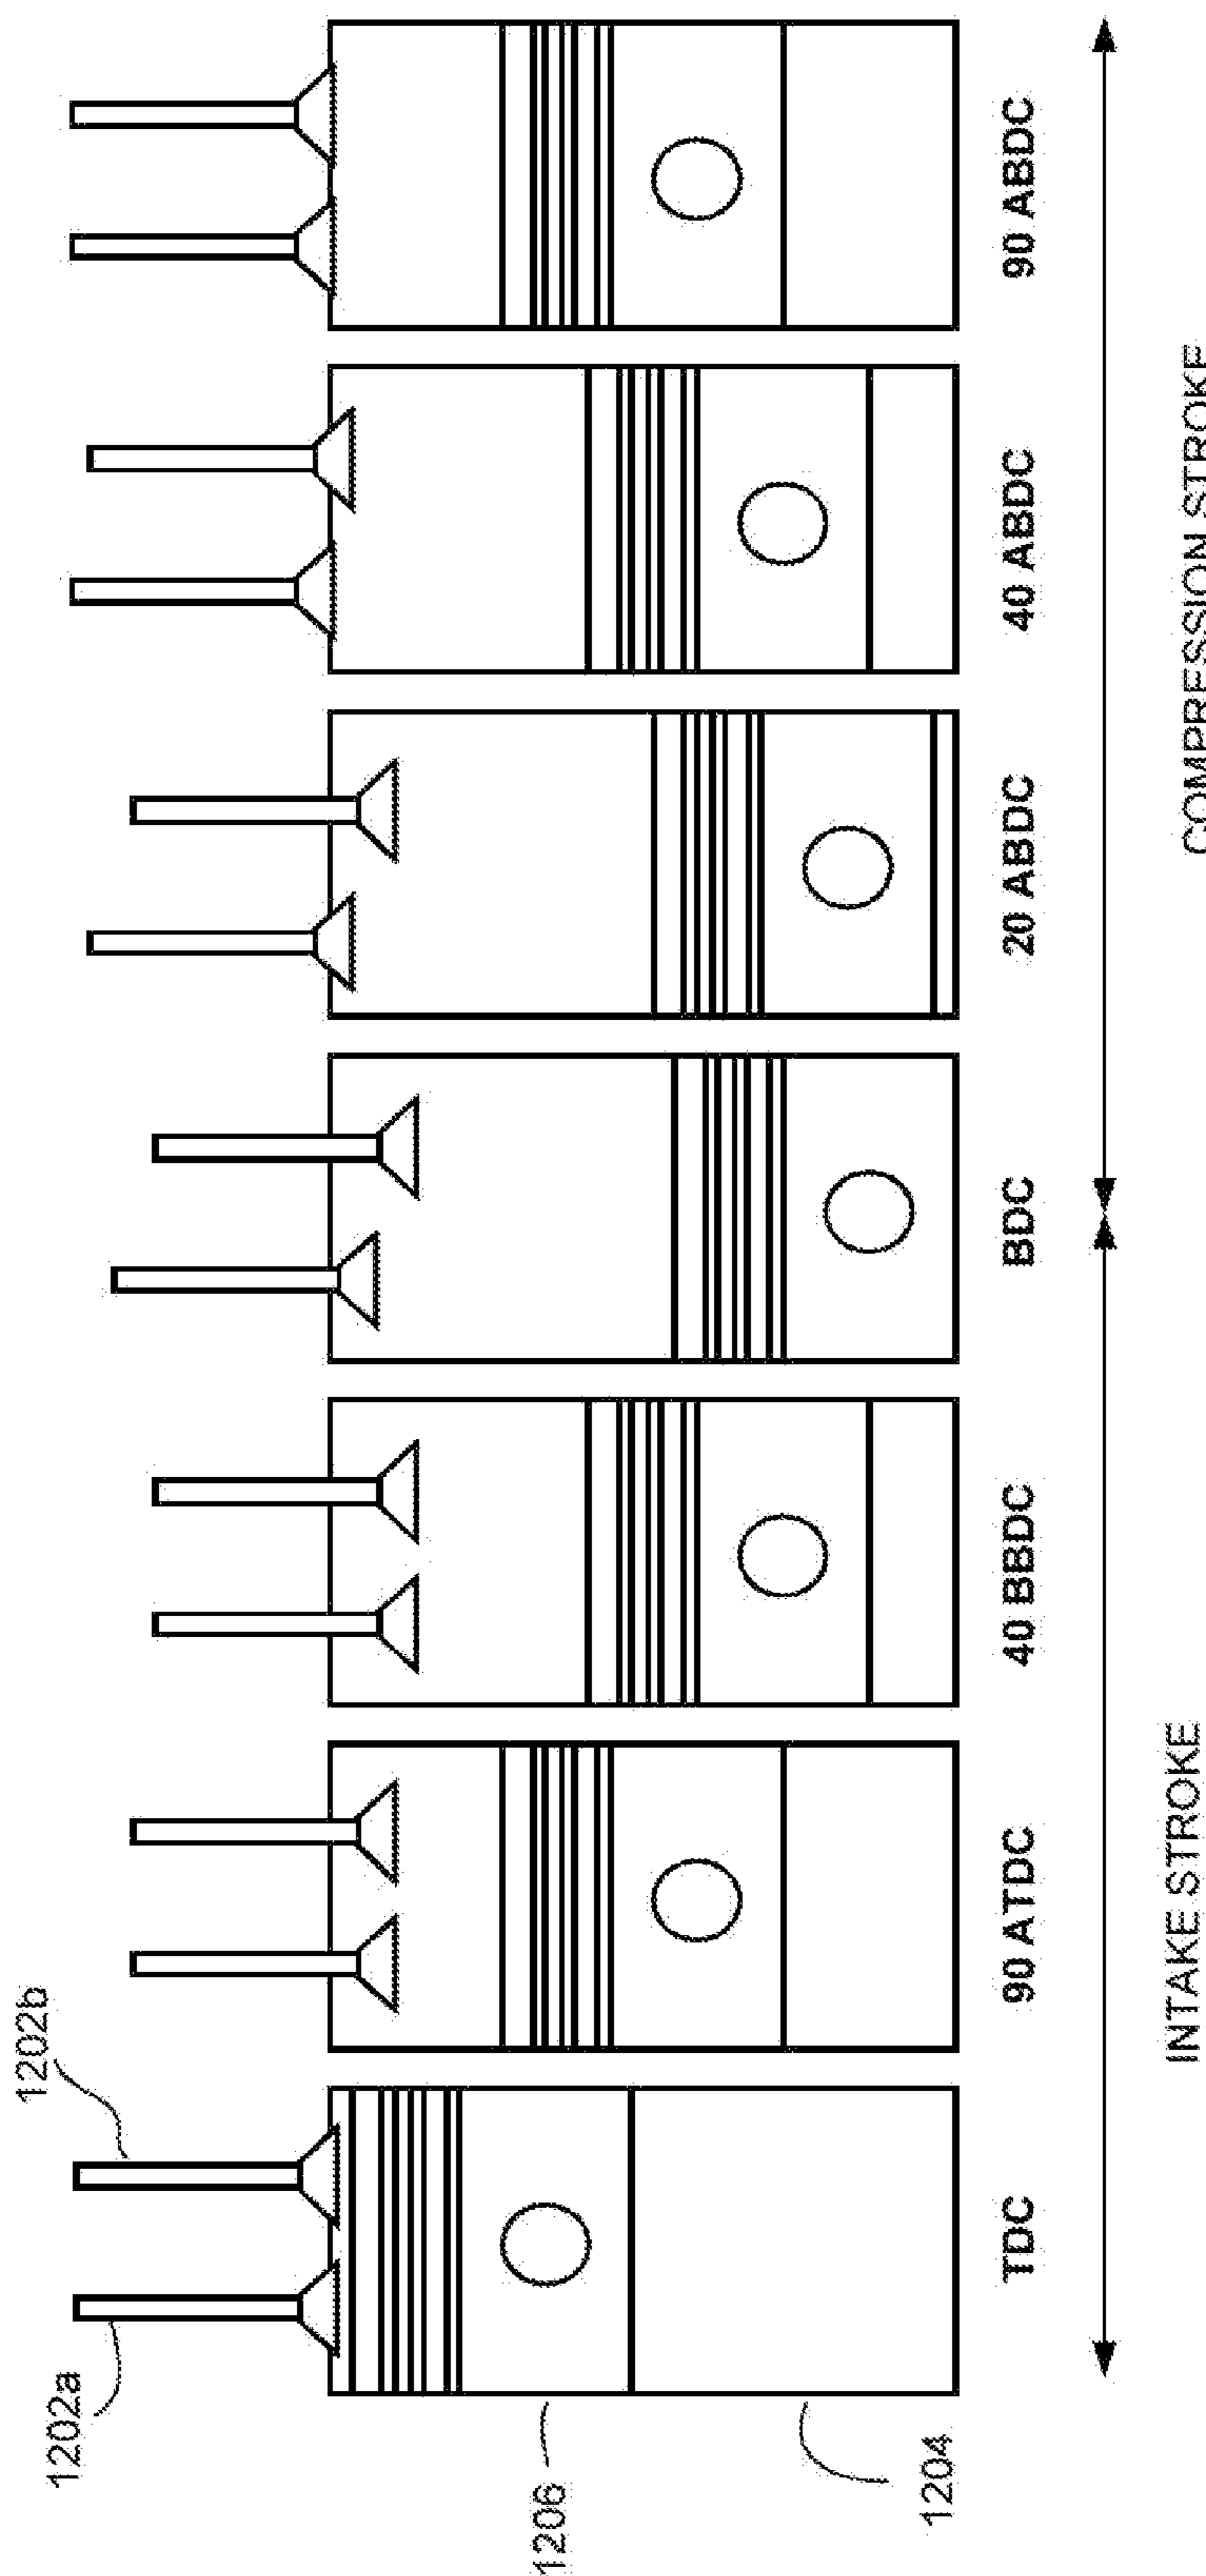 1202a
1202b
1206
1204
TDC
90 ATDC
40 BBDC
BDC
20 ABDC
40 ABDC
90 ABDC
INTAKE STROKE
COMPRESSION STROKE